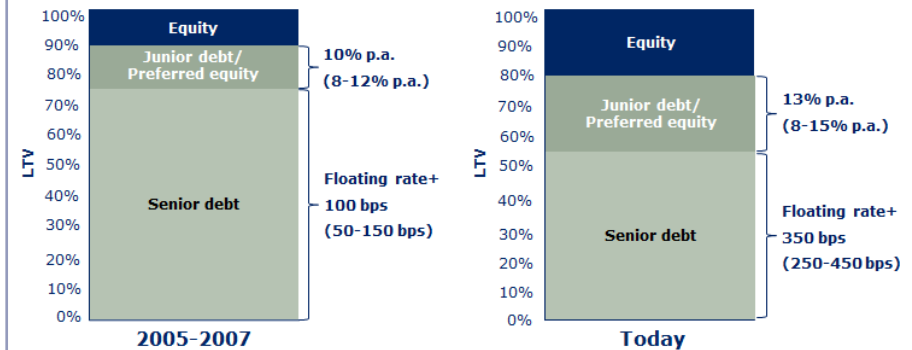 100%
90%
80%
70%
60%
50%
40%
30%
20%
10%
0%
LTV
Equity
Junior debt/
Preferred equity
Senior debt
10% p.a.
(8-12% p.a.)
Floating rate+
100 bps
(50-150 bps)
2005-2007
100%
90%
80%
70%
60%
50%
40%
30%
20%
10%
0%
LTV
Equity
Junior debt/
Preferred equity
Senior debt
13% p.a.
(8-15% p.a.)
Floating rate+
350 bps
(250-450 bps)
Today